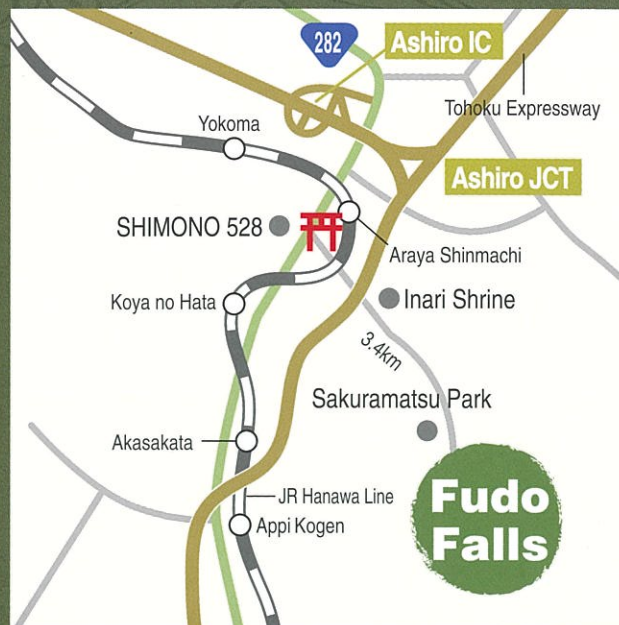 282
Ashiro IC
Tohoku Expressway
Yokoma
Ashiro JCT
SHIMONO 528
Araya Shinmachi
Koya no Hata
Inari Shrine
3.4km
Sakuramatsu Park
Akasakata
JR Hanawa Line
Appi Kogen
Fudo
Falls